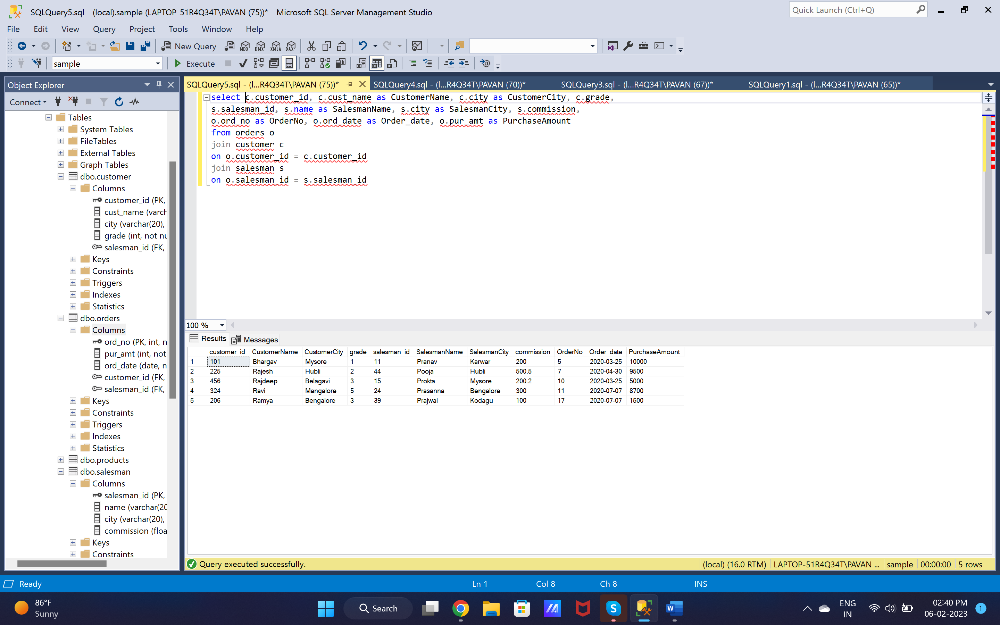 SQLQuery5.sql - (local).sample (LAPTOP-51R4Q34T\PAVAN (75))* - Microsoft SQL Server Management Studio
Quick Launch (Ctrl+Q)
File Edit View Query Project Tools Window Help
New Query MDX DMX XMLA DAX
sample Execute
Object Explorer
SQLQuery5.sql - (l...R4Q34T\PAVAN (75))* SQLQuery4.sql - (l...R4Q34T\PAVAN (70))* SQLQuery3.sql - (l...R4Q34T\PAVAN (67))* SQLQuery1.sql - (l...R4Q34T\PAVAN (65))*
Connect
Tables
System Tables
FileTables
External Tables
Graph Tables
dbo.customer
Columns
customer_id (PK,
cust_name (varch
city (varchar(20),
grade (int, not nu
salesman_id (FK,
Keys
Constraints
Triggers
Indexes
Statistics
dbo.orders
Columns
ord_no (PK, int, n
pur_amt (int, not
ord_date (date, n
customer_id (FK,
salesman_id (FK,
Keys
Constraints
Triggers
Indexes
Statistics
dbo.products
dbo.salesman
Columns
salesman_id (PK,
name (varchar(20
city (varchar(20),
commission (floa
Keys
Constraints
select c.customer_id, c.cust_name as CustomerName, c.city as CustomerCity, c.grade,
s.salesman_id, s.name as SalesmanName, s.city as SalesmanCity, s.commission,
o.ord_no as OrderNo, o.ord_date as Order_date, o.pur_amt as PurchaseAmount
from orders o
join customer c
on o.customer_id = c.customer_id
join salesman s
on o.salesman_id = s.salesman_id
100 %
Results Messages
customer_id CustomerName CustomerCity grade salesman_id SalesmanName SalesmanCity commission OrderNo Order_date PurchaseAmount
1 101 Bhargav Mysore 1 11 Pranav Karwar 200 5 2020-03-25 10000
2 225 Rajesh Hubli 2 44 Pooja Hubli 500.5 7 2020-04-30 9500
3 456 Rajdeep Belagavi 3 15 Prokta Mysore 200.2 10 2020-03-25 5000
4 324 Ravi Mangalore 5 24 Prasanna Bengalore 300 11 2020-07-07 8700
5 206 Ramya Bengalore 3 39 Prajwal Kodagu 100 17 2020-07-07 1500
Query executed successfully. (local) (16.0 RTM) LAPTOP-51R4Q34T\PAVAN ... sample 00:00:00 5 rows
Ready Ln 1 Col 8 Ch 8 INS
86°F
Sunny
Search
ENG
IN
02:40 PM
06-02-2023
1